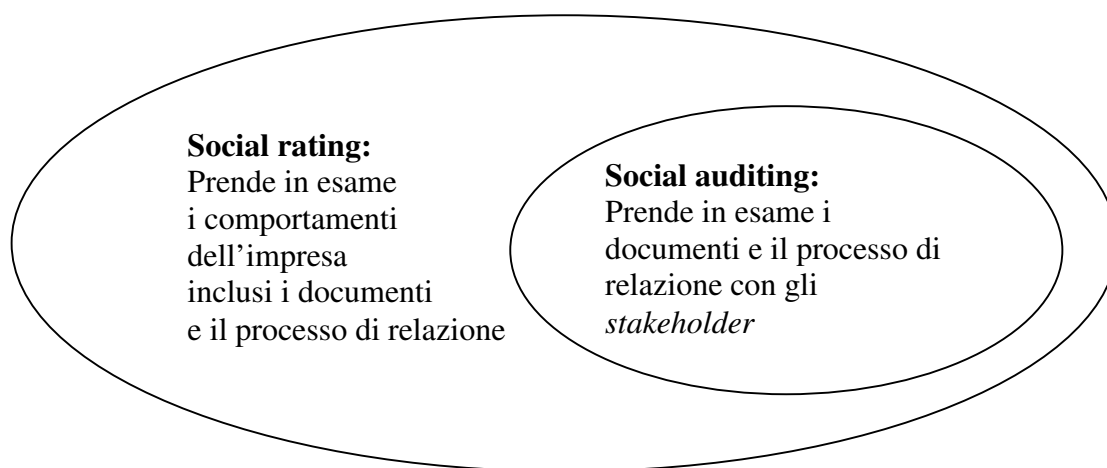 Social rating:
Prende in esame
i comportamenti
dell’impresa
inclusi i documenti
e il processo di relazione
Social auditing:
Prende in esame i
documenti e il processo di
relazione con gli
stakeholder